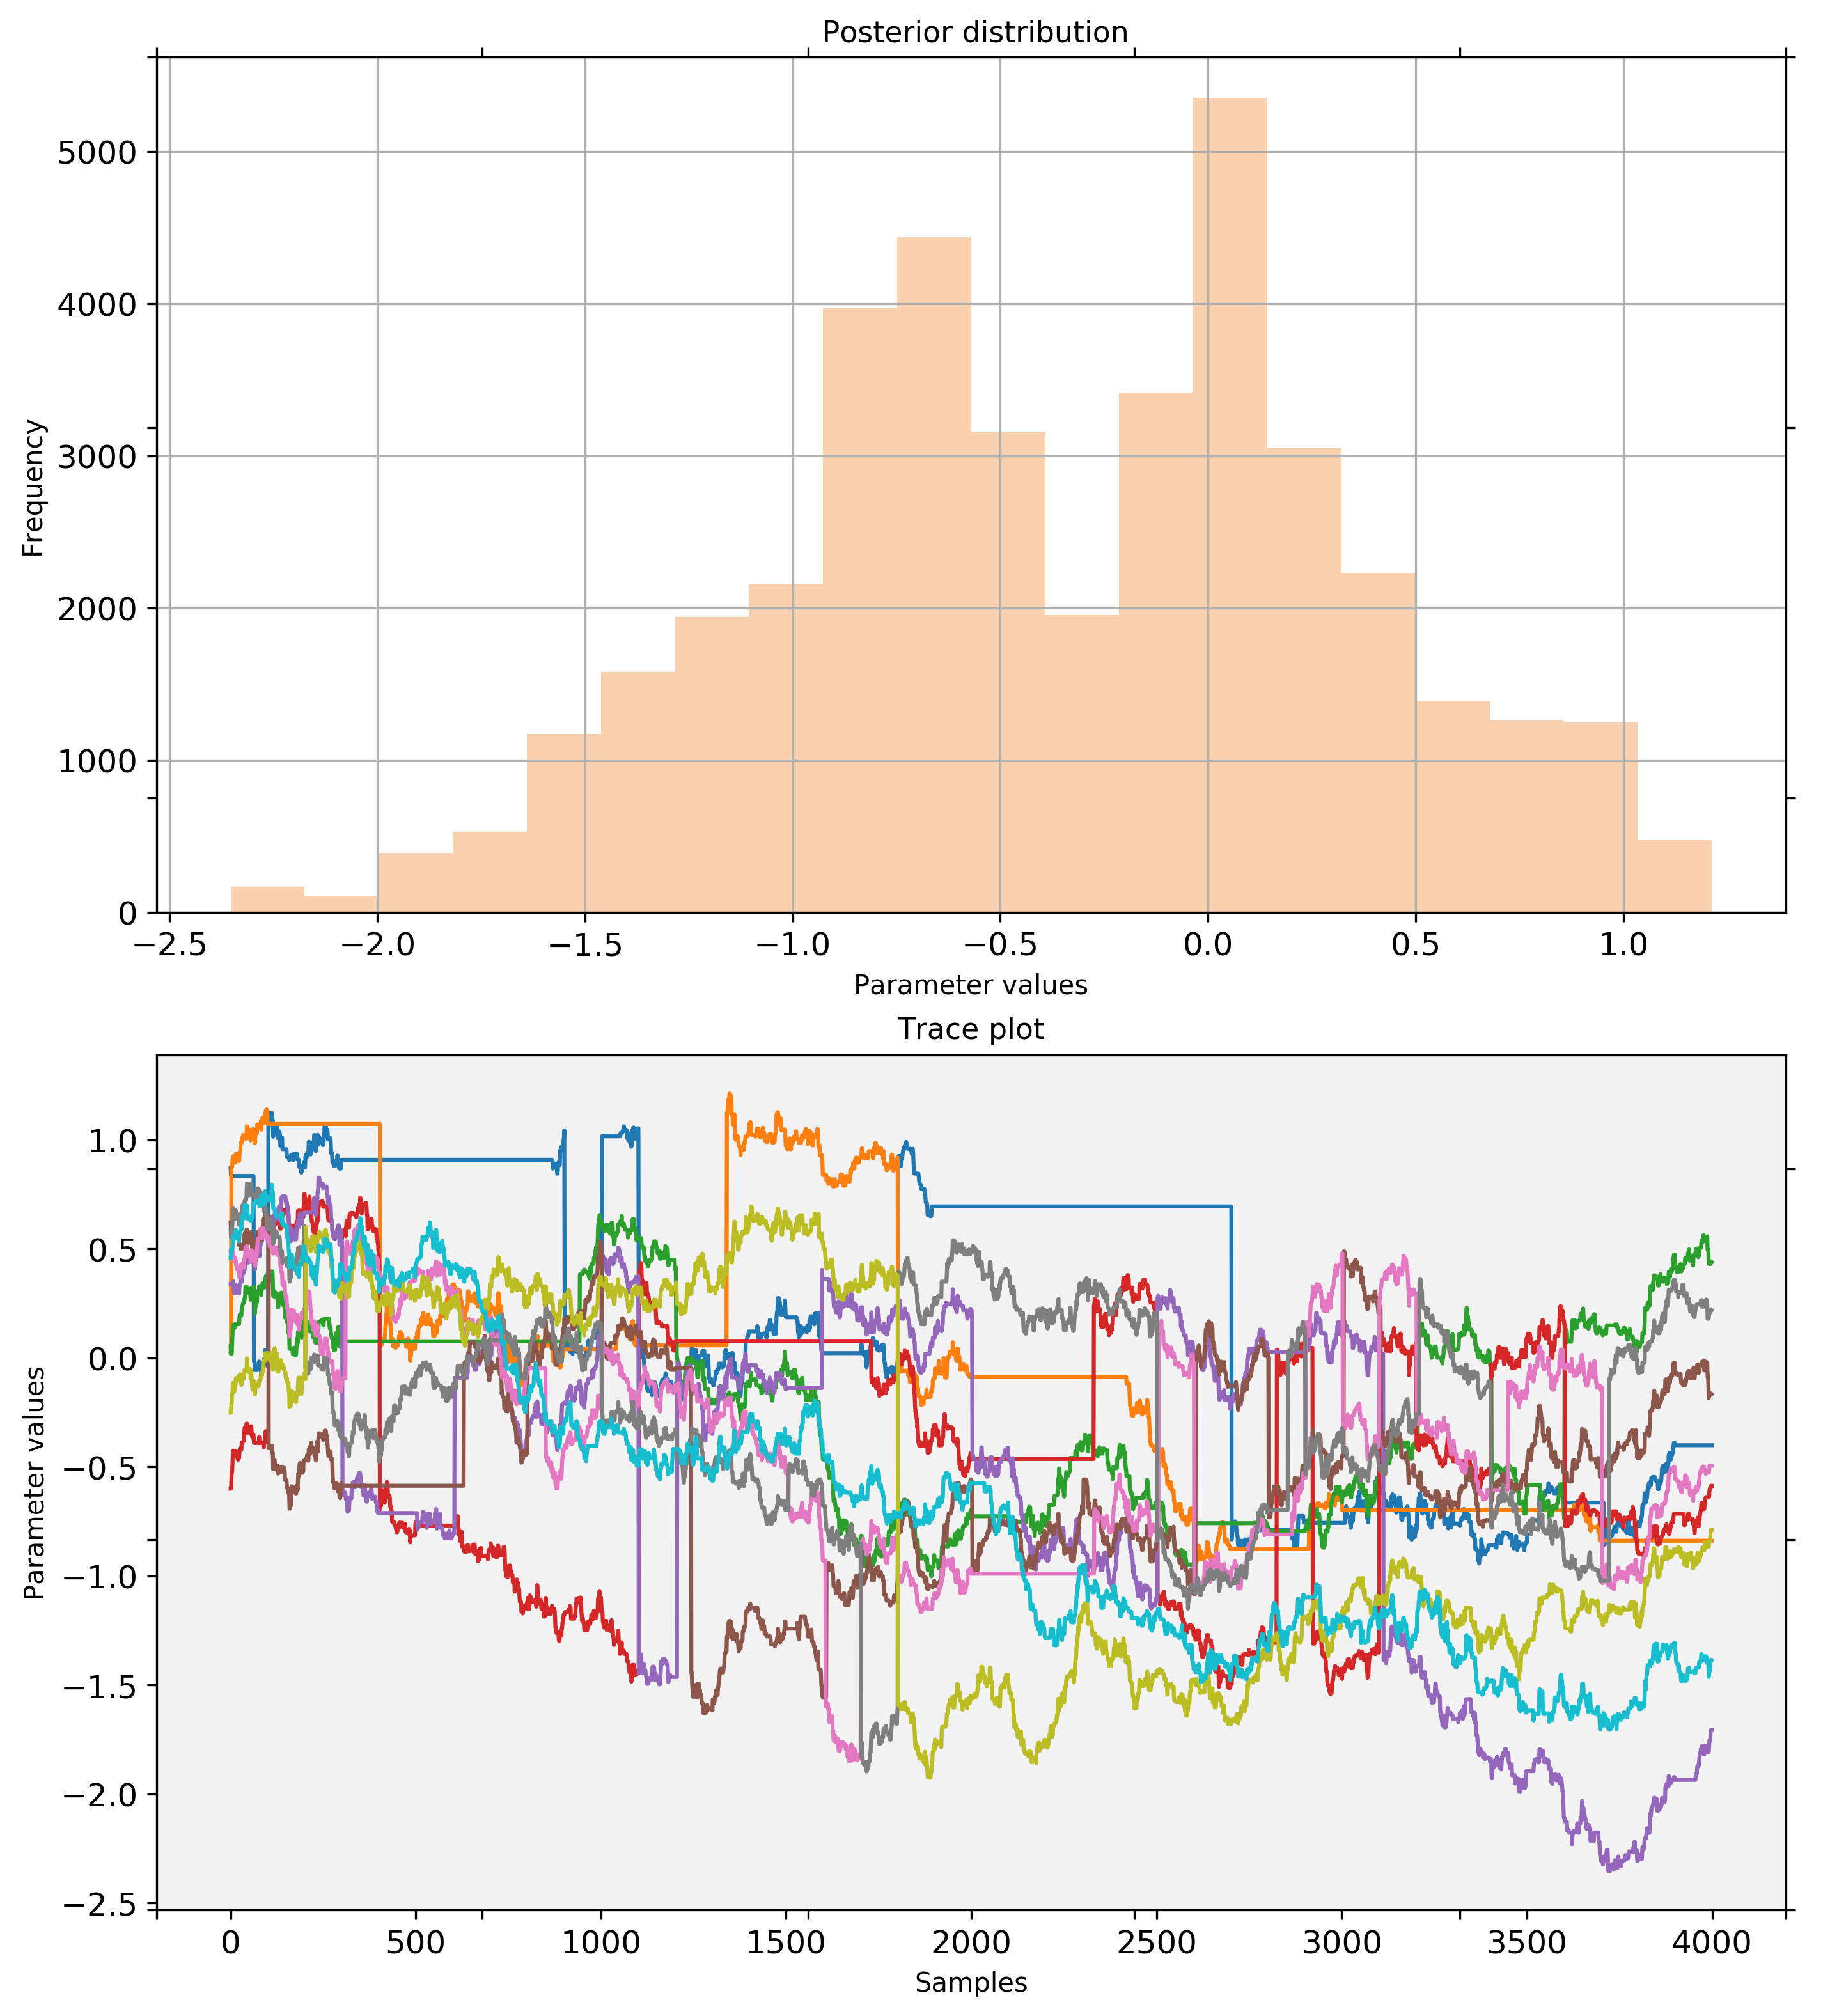 Posterior distribution
Frequency
5000
4000
3000
2000
1000
0
−2.5 −2.0 −1.5 −1.0 −0.5 0.0 0.5 1.0
Parameter values
Trace plot
Parameter values
1.0
0.5
0.0
−0.5
−1.0
−1.5
−2.0
−2.5
0 500 1000 1500 2000 2500 3000 3500 4000
Samples